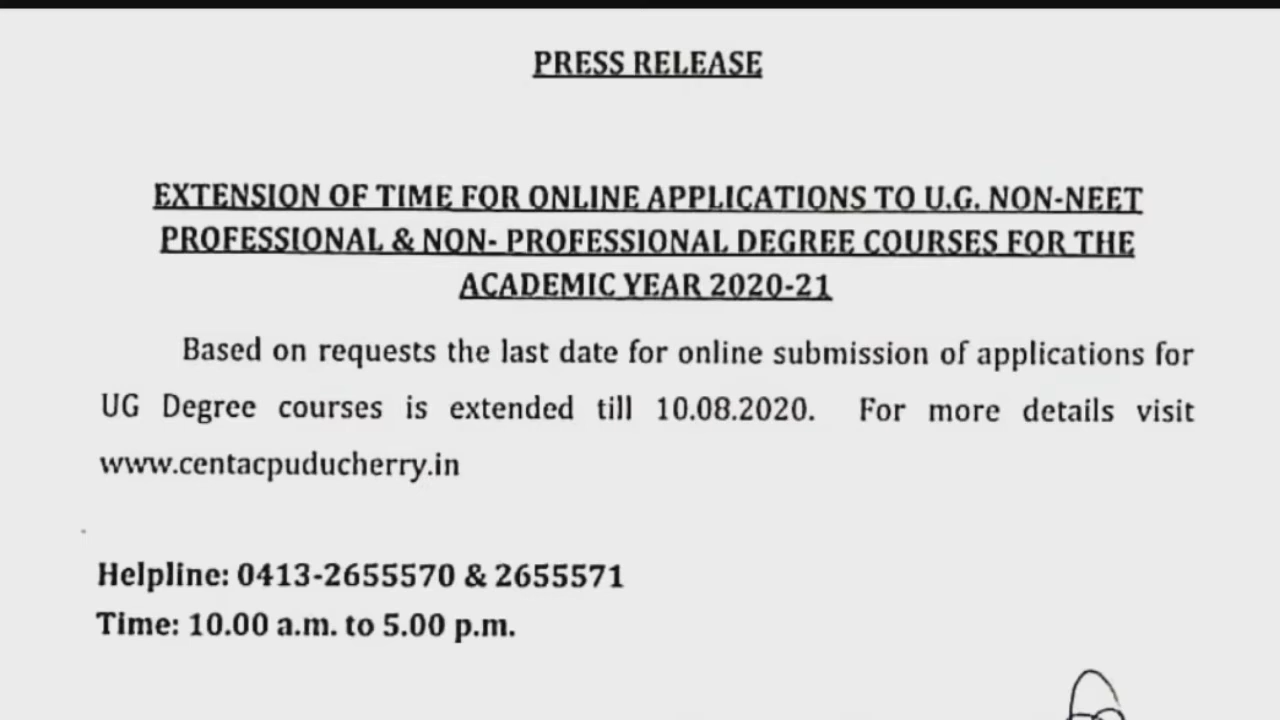 PRESS RELEASE
EXTENSION OF TIME FOR ONLINE APPLICATIONS TO U.G. NON-NEET
PROFESSIONAL & NON- PROFESSIONAL DEGREE COURSES FOR THE
ACADEMIC YEAR 2020-21
Based on requests the last date for online submission of applications for
UG Degree courses is extended till 10.08.2020. For more details visit
www.centacpuducherry.in
Helpline: 0413-2655570 & 2655571
Time: 10.00 a.m. to 5.00 p.m.